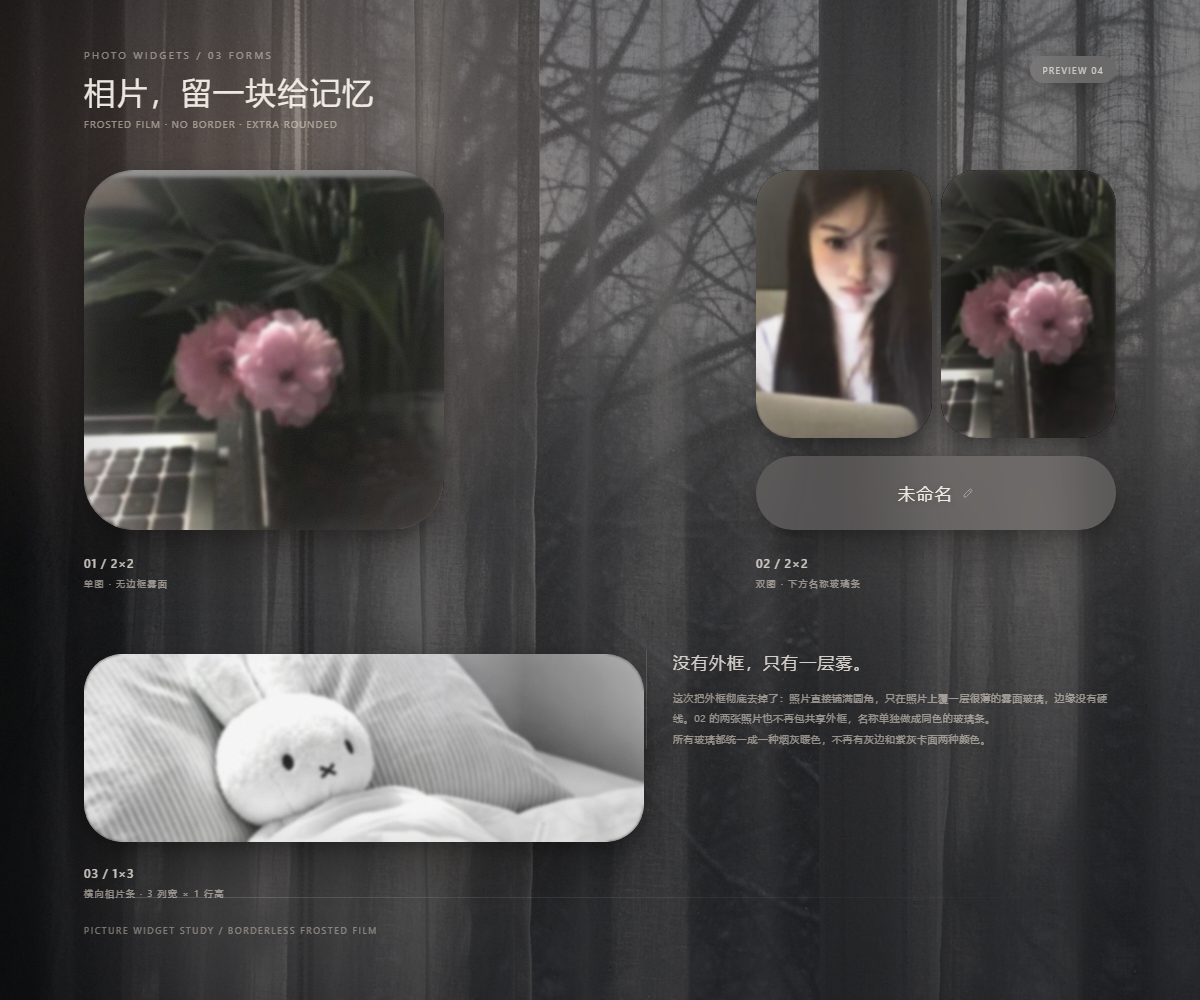 PHOTO WIDGETS / 03 FORMS
相片，留一块给记忆
FROSTED FILM · NO BORDER · EXTRA ROUNDED
PREVIEW 04
未命名
01 / 2×2
单图 · 无边框雾面
02 / 2×2
双图 · 下方名称玻璃条
没有外框，只有一层雾。
这次把外框彻底去掉了：照片直接铺满圆角，只在照片上覆一层很薄的雾面玻璃，边缘没有硬
线。02 的两张照片也不再包共享外框，名称单独做成同色的玻璃条。
所有玻璃都统一成一种烟灰暖色，不再有灰边和紫灰卡面两种颜色。
03 / 1×3
横向相片条 · 3 列宽 × 1 行高
PICTURE WIDGET STUDY / BORDERLESS FROSTED FILM